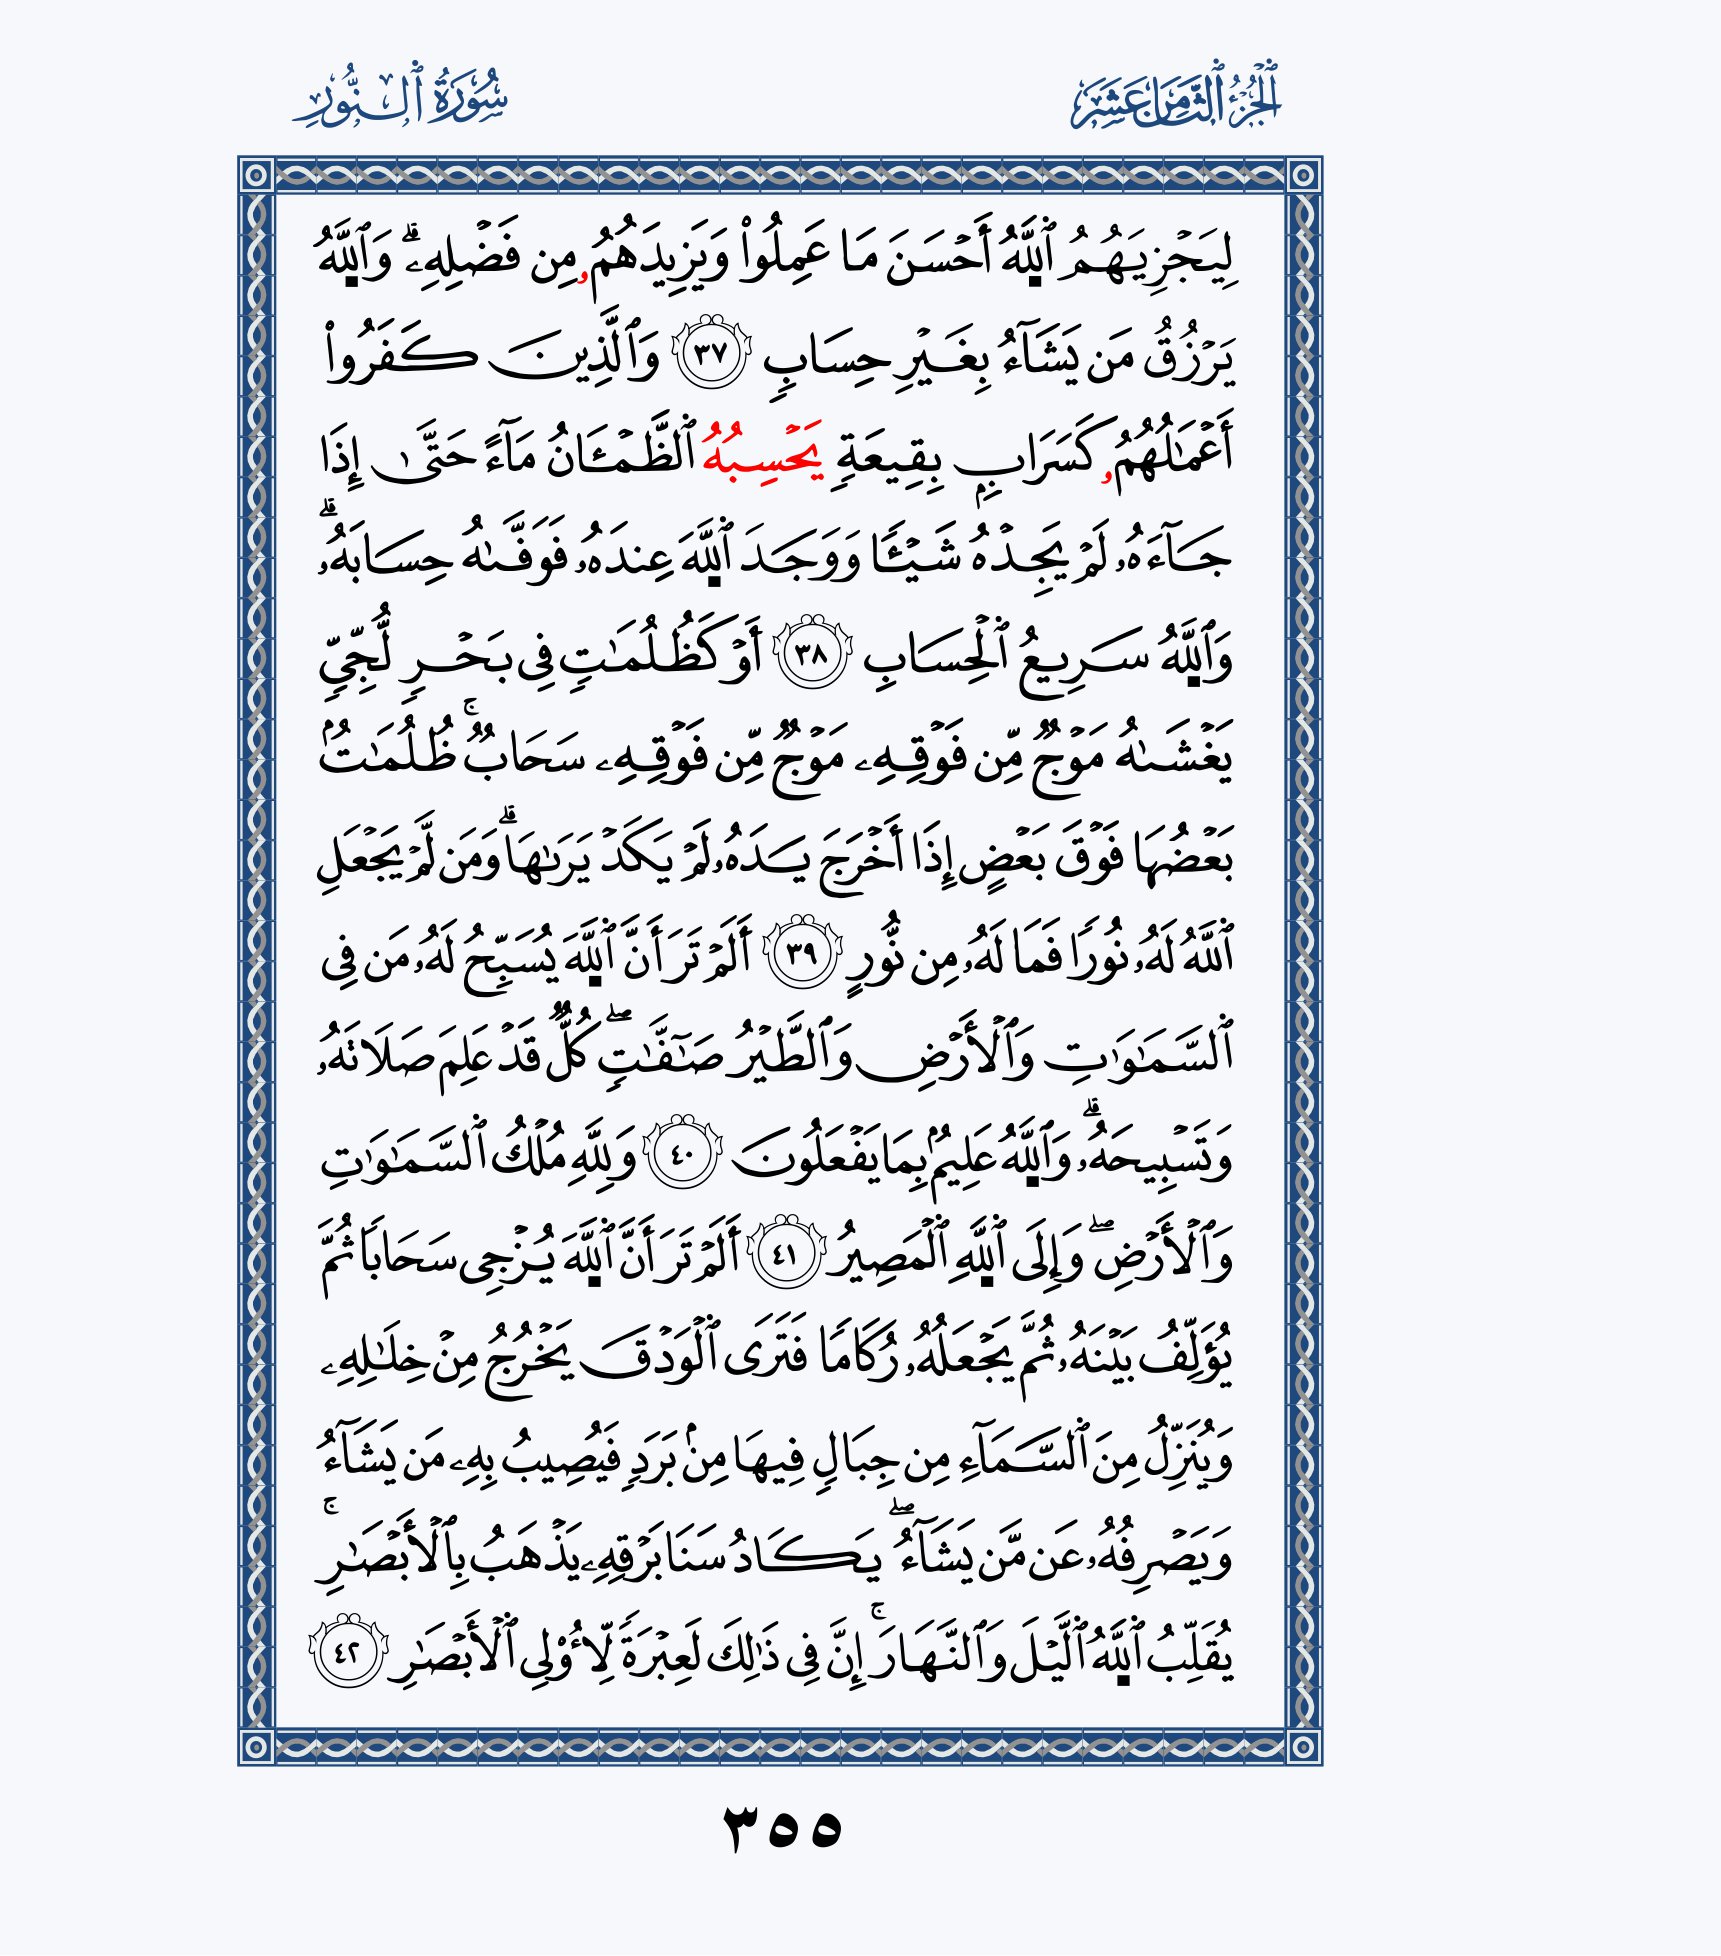 ٱلْجُزْءُ ٱلثَّامِنَ عَشَرَ
سُورَةُ ٱلنُّورِ
لِيَجْزِيَهُمُ ٱللَّهُ أَحْسَنَ مَا عَمِلُوا۟ وَيَزِيدَهُمُۥ مِن فَضْلِهِۦ ۗ وَٱللَّهُ
يَرْزُقُ مَن يَشَآءُ بِغَيْرِ حِسَابٍ ٣٧ وَٱلَّذِينَ كَفَرُوا۟
أَعْمَـٰلُهُمُۥ كَسَرَابٍۭ بِقِيعَةٍ يَحْسِبُهُ ٱلظَّمْـَٔانُ مَآءً حَتَّىٰ إِذَا
جَآءَهُۥ لَمْ يَجِدْهُ شَيْـًٔا وَوَجَدَ ٱللَّهَ عِندَهُۥ فَوَفَّىٰهُ حِسَابَهُۥ ۗ
وَٱللَّهُ سَرِيعُ ٱلْحِسَابِ ٣٨ أَوْ كَظُلُمَـٰتٍ فِى بَحْرٍ لُّجِّىٍّ
يَغْشَىٰهُ مَوْجٌ مِّن فَوْقِهِۦ مَوْجٌ مِّن فَوْقِهِۦ سَحَابٌ ۚ ظُلُمَـٰتٌۢ
بَعْضُهَا فَوْقَ بَعْضٍ إِذَآ أَخْرَجَ يَدَهُۥ لَمْ يَكَدْ يَرَىٰهَا ۗ وَمَن لَّمْ يَجْعَلِ
ٱللَّهُ لَهُۥ نُورًا فَمَا لَهُۥ مِن نُّورٍ ٣٩ أَلَمْ تَرَ أَنَّ ٱللَّهَ يُسَبِّحُ لَهُۥ مَن فِى
ٱلسَّمَـٰوَٰتِ وَٱلْأَرْضِ وَٱلطَّيْرُ صَـٰٓفَّـٰتٍ ۖ كُلٌّ قَدْ عَلِمَ صَلَاتَهُۥ
وَتَسْبِيحَهُۥ ۗ وَٱللَّهُ عَلِيمٌۢ بِمَا يَفْعَلُونَ ٤٠ وَلِلَّهِ مُلْكُ ٱلسَّمَـٰوَٰتِ
وَٱلْأَرْضِ ۖ وَإِلَى ٱللَّهِ ٱلْمَصِيرُ ٤١ أَلَمْ تَرَ أَنَّ ٱللَّهَ يُزْجِى سَحَابًا ثُمَّ
يُؤَلِّفُ بَيْنَهُۥ ثُمَّ يَجْعَلُهُۥ رُكَامًا فَتَرَى ٱلْوَدْقَ يَخْرُجُ مِنْ خِلَـٰلِهِۦ
وَيُنَزِّلُ مِنَ ٱلسَّمَآءِ مِن جِبَالٍ فِيهَا مِنۢ بَرَدٍ فَيُصِيبُ بِهِۦ مَن يَشَآءُ
وَيَصْرِفُهُۥ عَن مَّن يَشَآءُ ۖ يَكَادُ سَنَا بَرْقِهِۦ يَذْهَبُ بِٱلْأَبْصَـٰرِ ۚ
يُقَلِّبُ ٱللَّهُ ٱلَّيْلَ وَٱلنَّهَارَ ۚ إِنَّ فِى ذَٰلِكَ لَعِبْرَةً لِّأُو۟لِى ٱلْأَبْصَـٰرِ ٤٢
٣٥٥